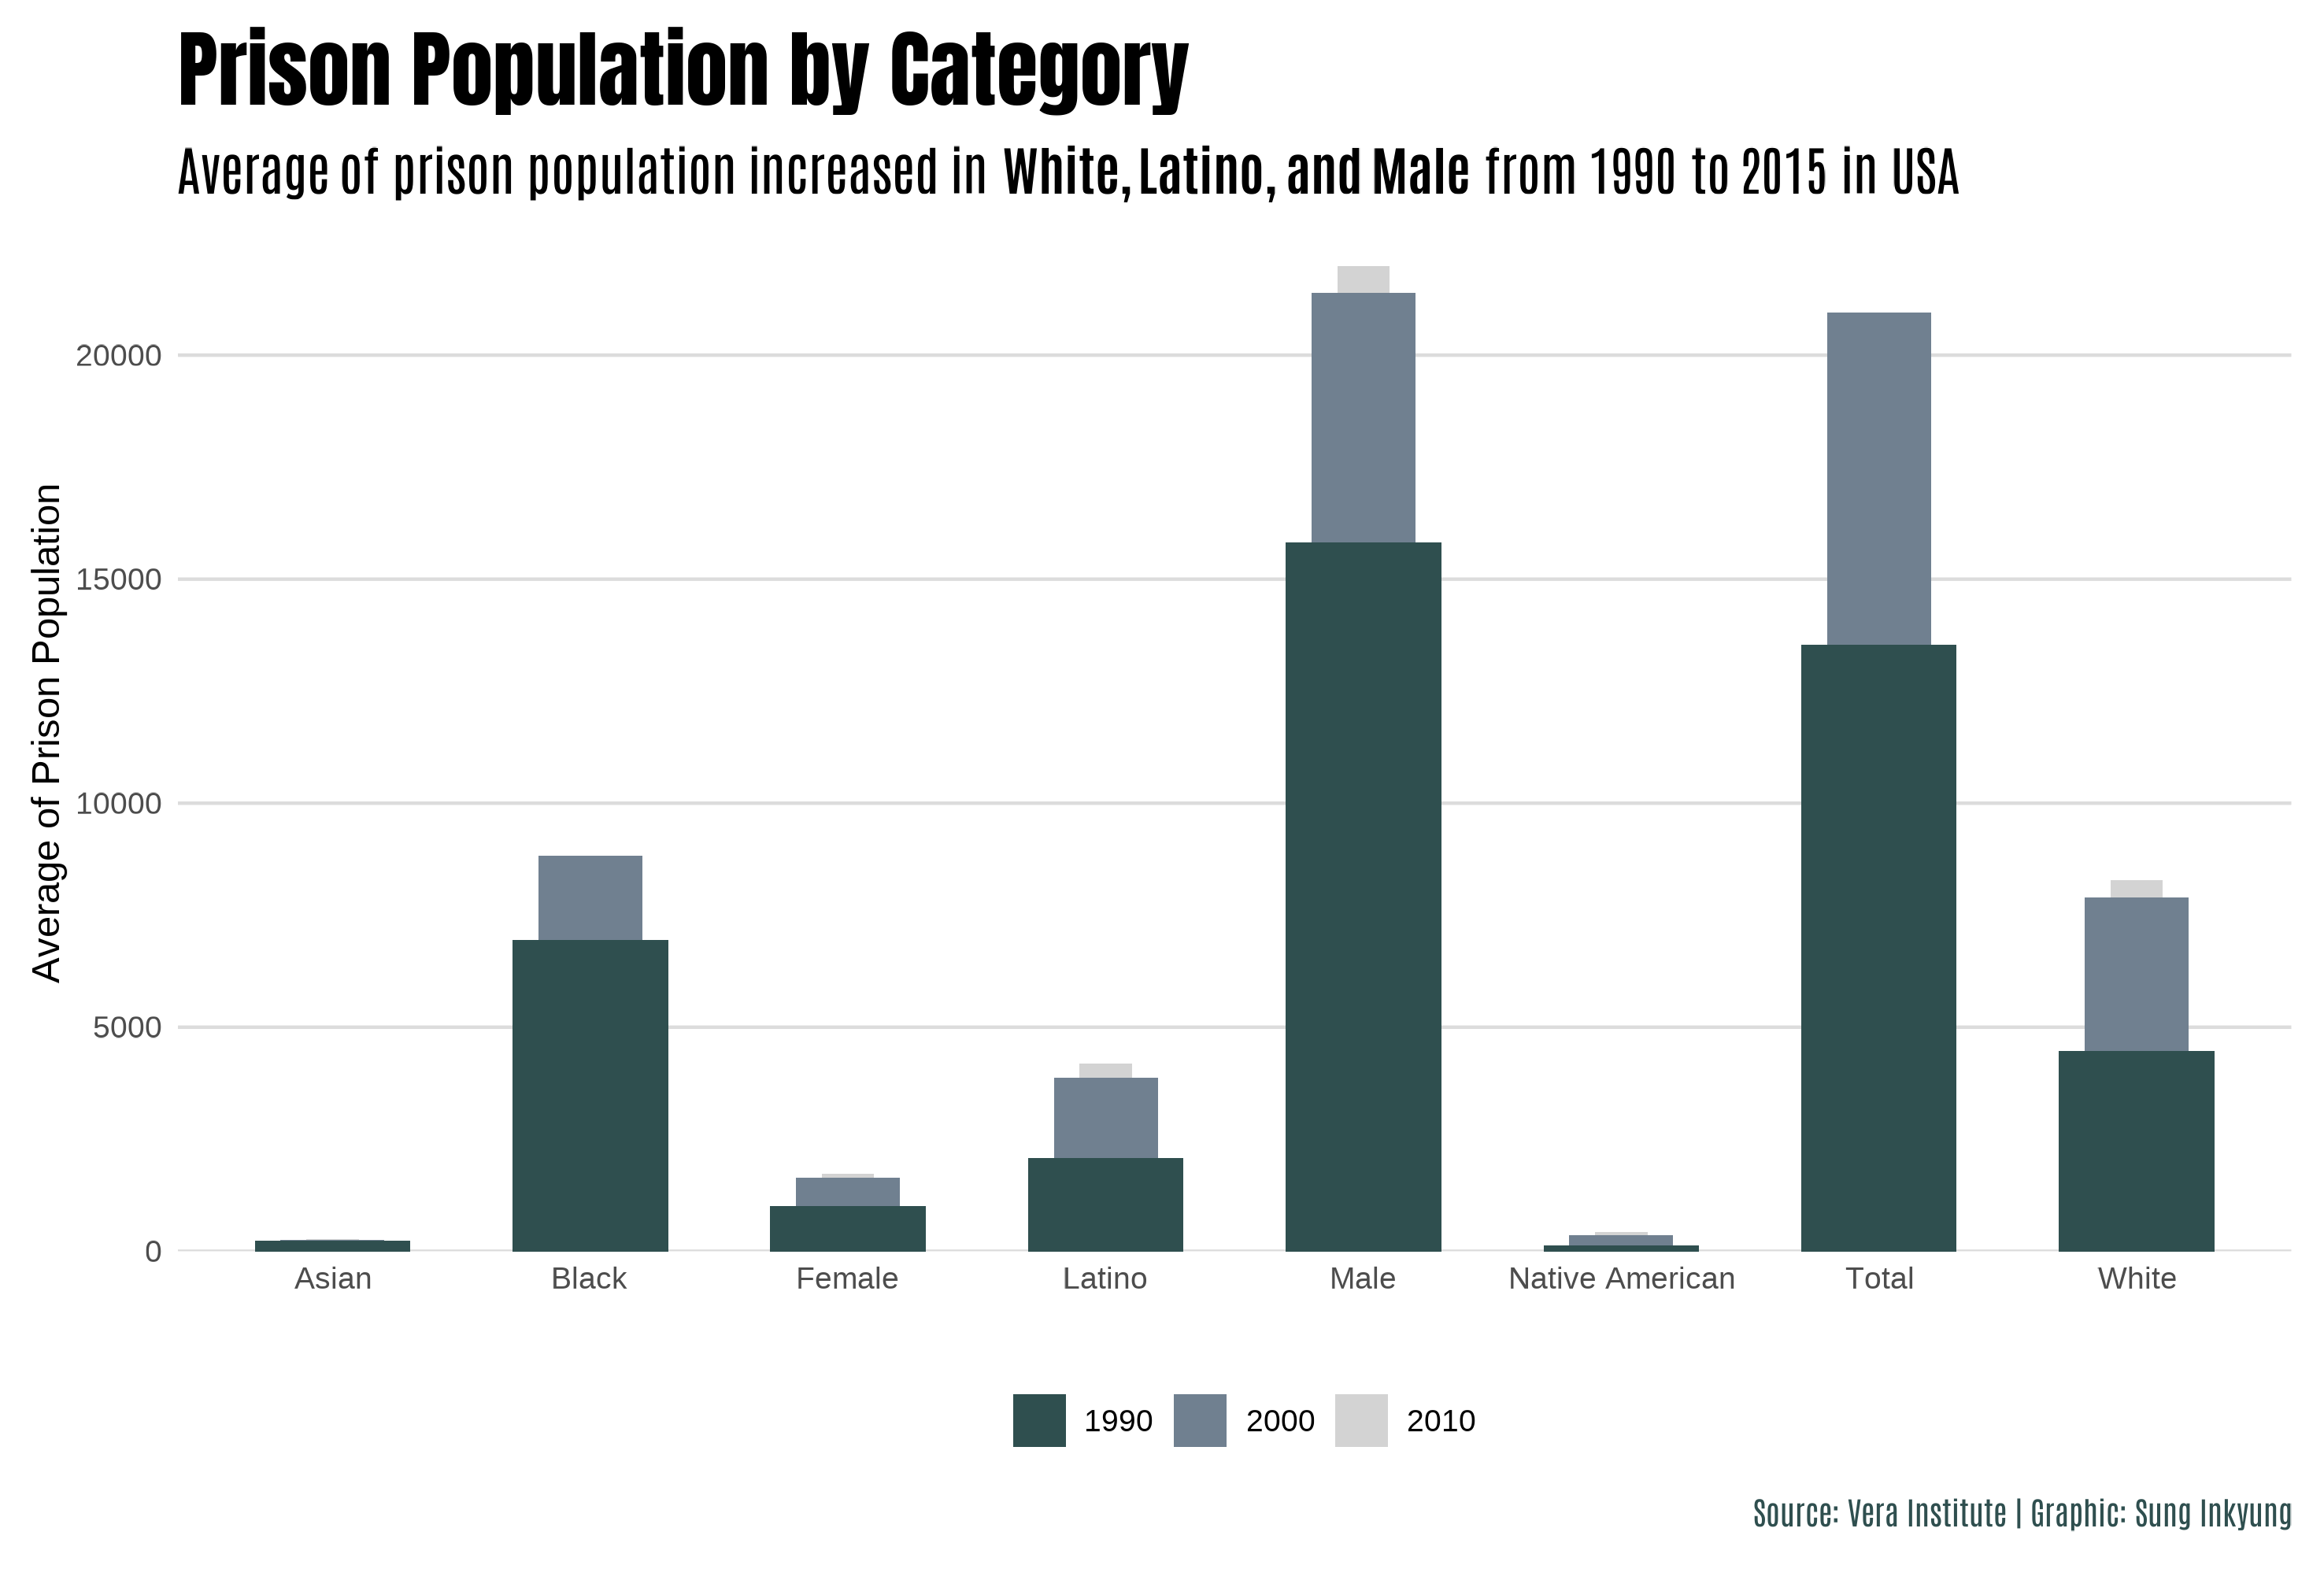 Prison Population by Category
Average of prison population increased in White, Latino, and Male from 1990 to 2015 in USA
Average of Prison Population
20000
15000
10000
5000
0
Asian Black Female Latino Male Native American Total White
1990 2000 2010
Source: Vera Institute | Graphic: Sung Inkyung